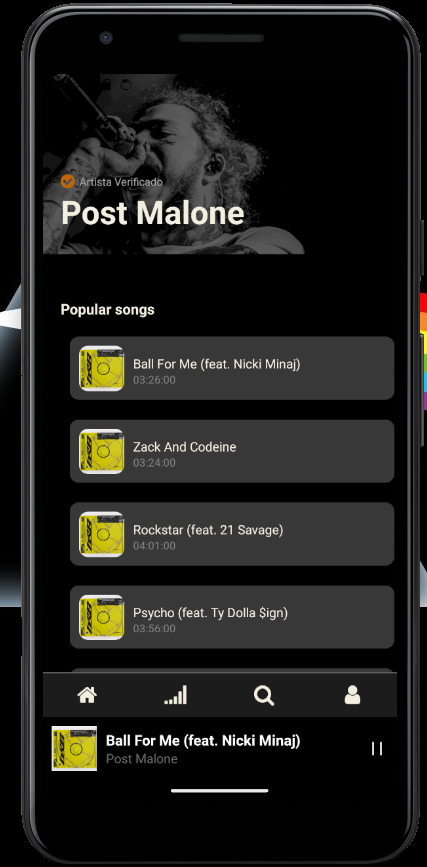 Artista Verificado
Post Malone
Popular songs
Ball For Me (feat. Nicki Minaj)
03:26:00
Zack And Codeine
03:24:00
Rockstar (feat. 21 Savage)
04:01:00
Psycho (feat. Ty Dolla $ign)
03:56:00
Ball For Me (feat. Nicki Minaj)
Post Malone